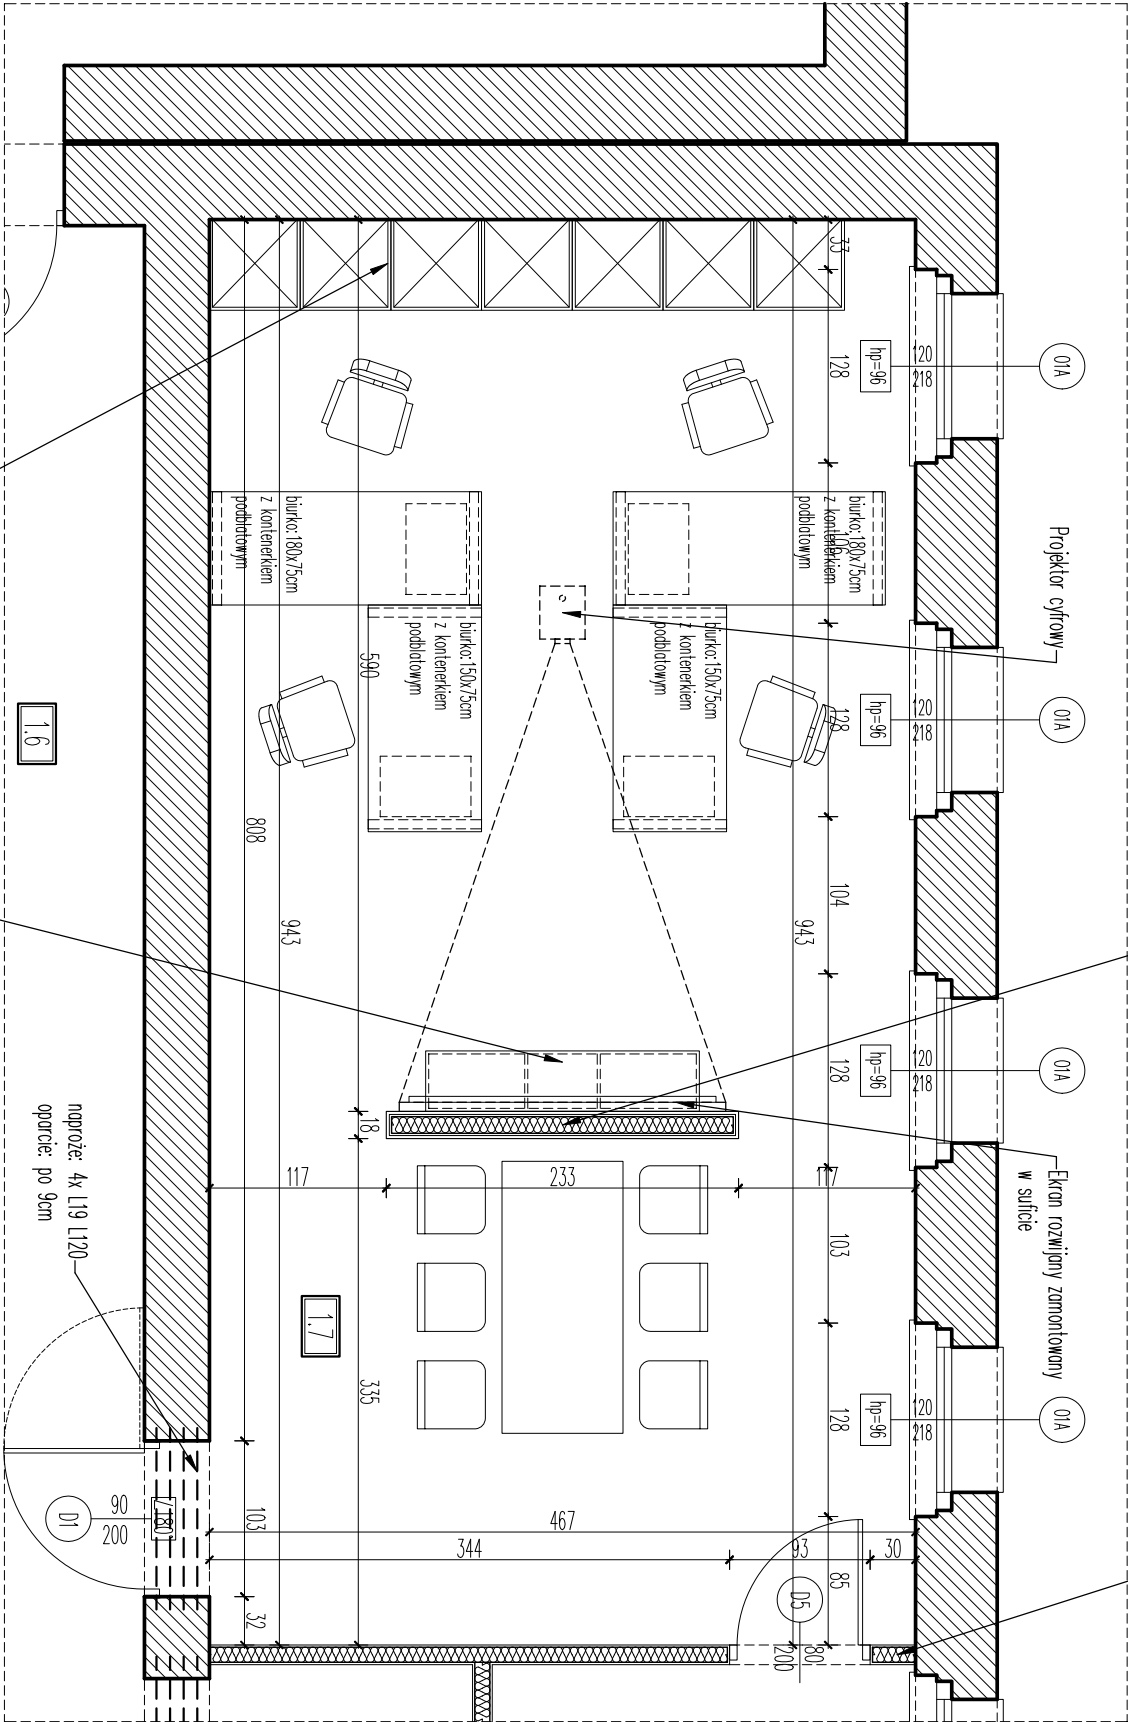 01A
120
218
hp=96
01A
120
218
hp=96
01A
120
218
hp=96
01A
120
218
hp=96
Projektor cyfrowy
Ekran rozwijany zamontowany
w suficie
33
128
106
128
104
128
103
128
85
943
943
808
590
18
335
103
32
117
233
117
467
344
93
30
biurko:180x75cm
z kontenerkiem
podblatowym
biurko:180x75cm
z kontenerkiem
podblatowym
biurko:150x75cm
z kontenerkiem
podblatowym
biurko:150x75cm
z kontenerkiem
podblatowym
1.6
1.7
naproże: 4x L19 L120
oparcie: po 9cm
D1
90
200
D5
80
200